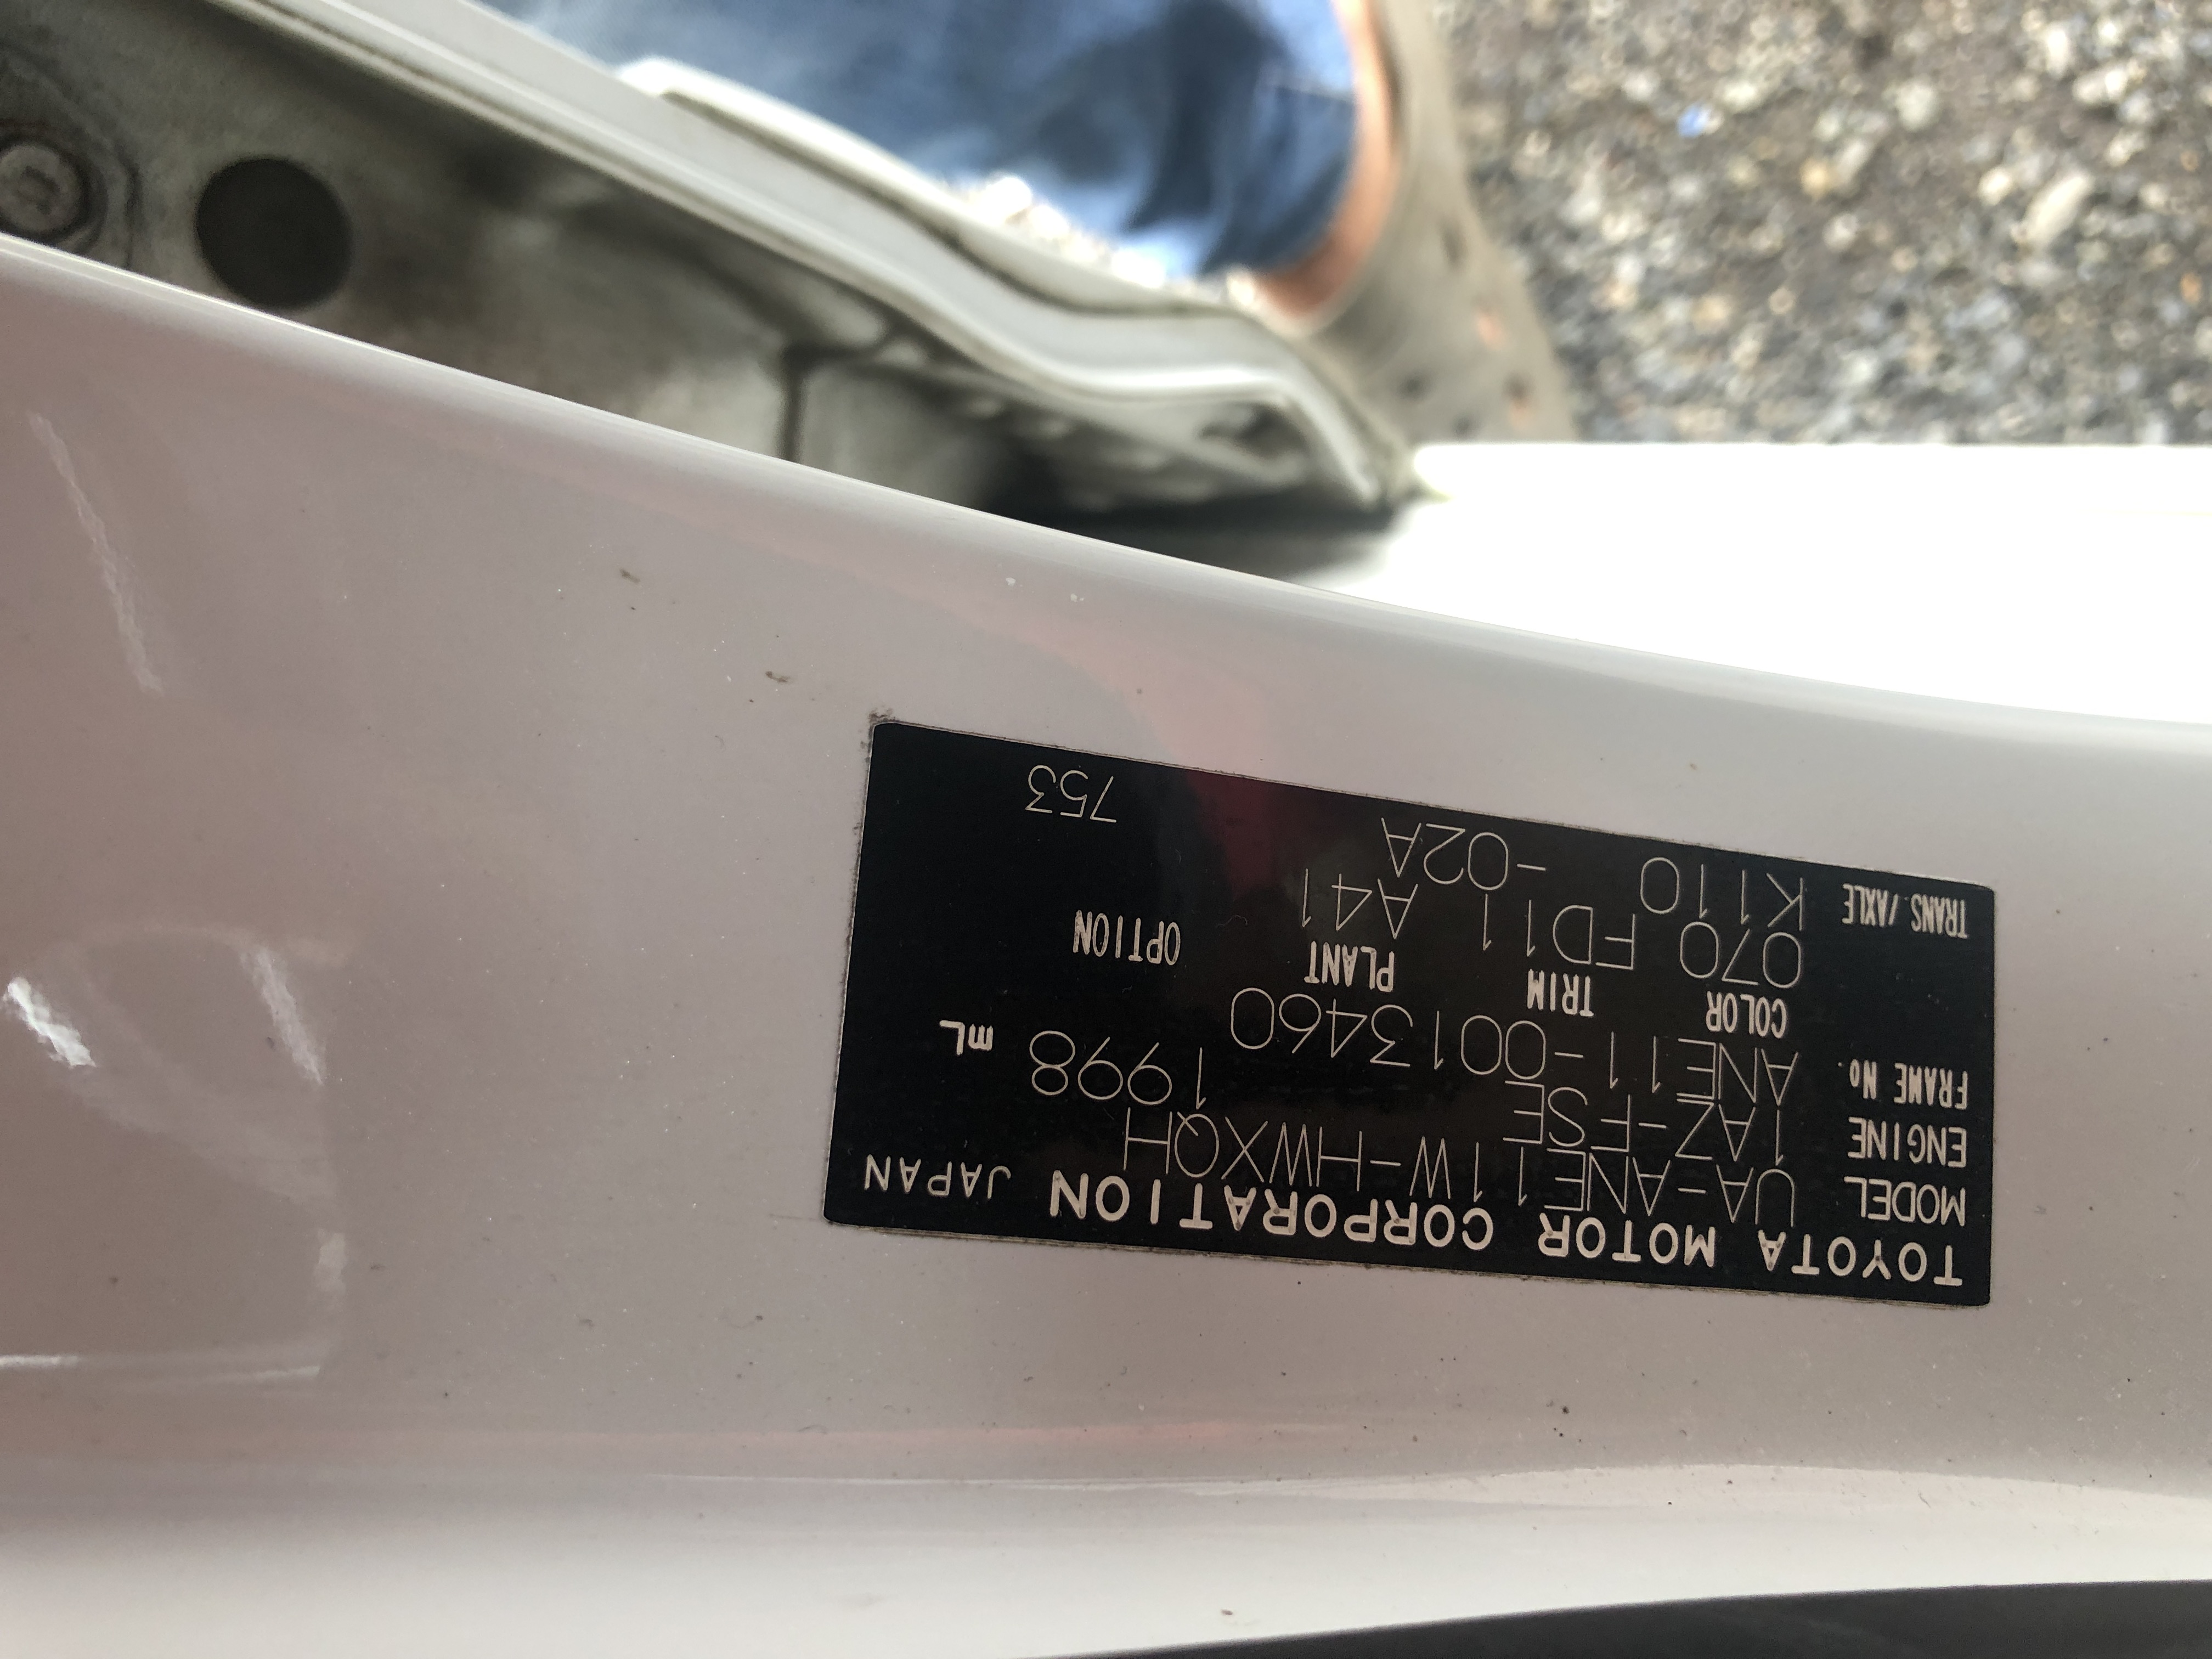 TOYOTA MOTOR CORPORATION JAPAN
MODEL UA-ANE11W-HWXQH
ENGINE 1AZ-FSE 1998 mL
FRAME No. ANE11-0013460
COLOR TRIM PLANT OPTION
070 FD11 A41
TRANS/AXLE K110 -02A 753